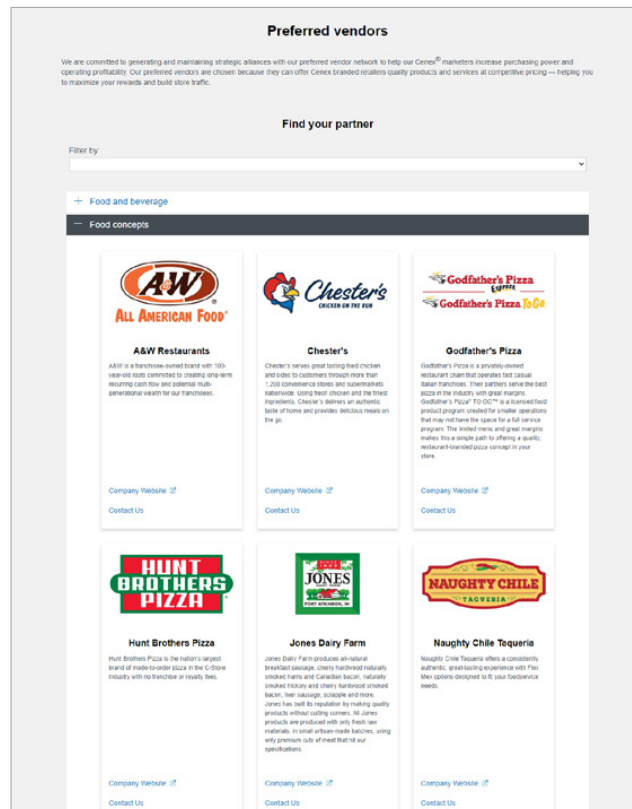 Preferred vendors
We are committed to generating and maintaining strategic alliances with our preferred vendor network to help our Cenex® marketers increase purchasing power and
operating profitability. Our preferred vendors are chosen because they can offer Cenex branded retailers quality products and services at competitive pricing — helping you
to maximize your rewards and build store traffic.
Find your partner
Filter by:
+ Food and beverage
− Food concepts
A&W
ALL AMERICAN FOOD®
Chester's
CHICKEN ON THE RUN
Godfather's Pizza
Express
Godfather's Pizza To Go
A&W Restaurants
A&W is a franchisee-owned brand with 100-
year-old roots committed to creating long-term
recurring cash flow and potential multi-
generational wealth for our franchisees.
Chester's
Chester's serves great tasting fried chicken
and sides to customers through more than
1,200 convenience stores and supermarkets
nationwide. Using fresh chicken and the finest
ingredients, Chester's delivers an authentic
taste of home and provides delicious meals on
the go.
Godfather's Pizza
Godfather's Pizza is a privately-owned
restaurant chain that operates fast casual
Italian franchises. Their partners serve the best
pizza in the industry with great margins.
Godfather's Pizza® TO GO™ is a licensed food
product program created for smaller operations
that may not have the space for a full service
program. The limited menu and great margins
makes this a simple path to offering a quality,
restaurant-branded pizza concept in your
store.
Company Website
Contact Us
Company Website
Contact Us
Company Website
Contact Us
HUNT
BROTHERS
PIZZA
JONES
DAIRY FARM
FORT ATKINSON, WI
NAUGHTY CHILE
TAQUERIA
Hunt Brothers Pizza
Hunt Brothers Pizza is the nation's largest
brand of made-to-order pizza in the C-Store
industry with no franchise or royalty fees.
Jones Dairy Farm
Jones Dairy Farm produces all-natural
breakfast sausage, cherry hardwood naturally
smoked hams and Canadian bacon, naturally
smoked hickory and cherry hardwood smoked
bacon, liver sausage, scrapple and more.
Jones has built its reputation by making quality
products without cutting corners. All Jones
products are produced with only fresh raw
materials, in small artisan-made batches, using
only premium cuts of meat that hit our
specifications.
Naughty Chile Taqueria
Naughty Chile Taqueria offers a consistently
authentic, great-tasting experience with Flex
Mex options designed to fit your foodservice
needs.
Company Website
Contact Us
Company Website
Contact Us
Company Website
Contact Us